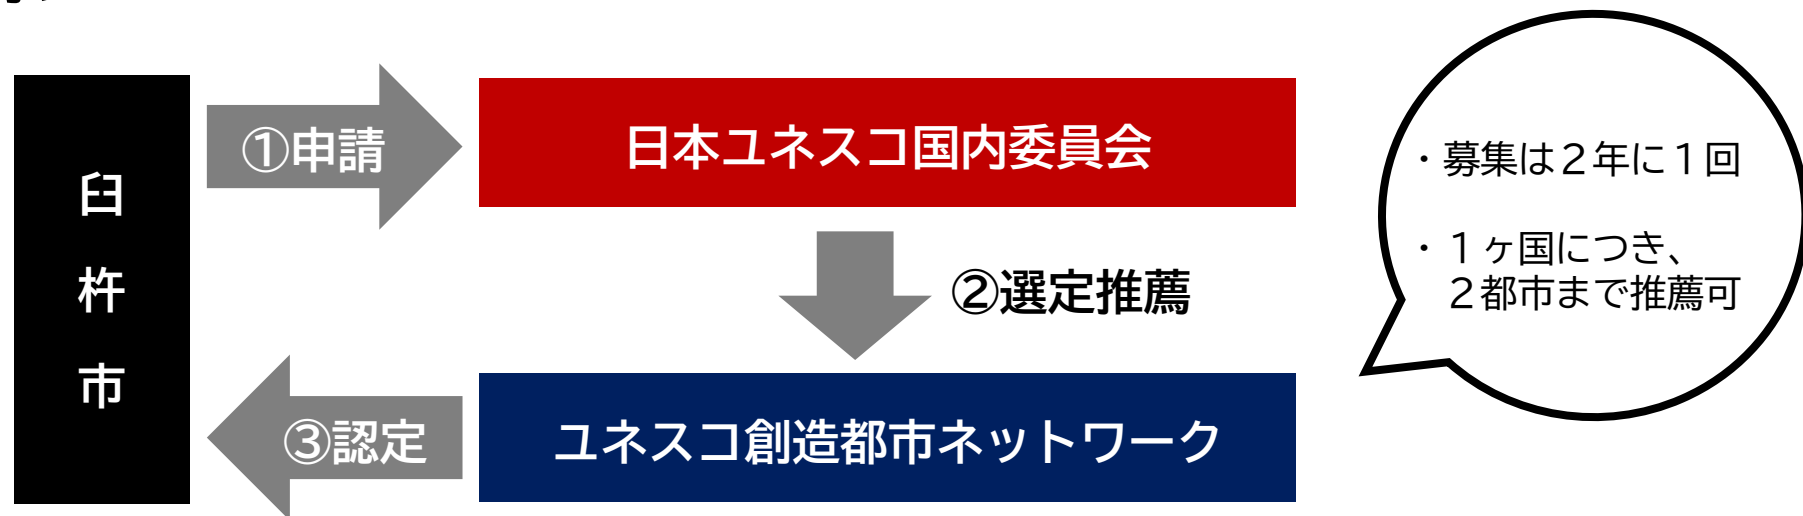 臼杵市
①申請
日本ユネスコ国内委員会
②選定推薦
③認定
ユネスコ創造都市ネットワーク
・募集は２年に１回
・１ヶ国につき、
２都市まで推薦可